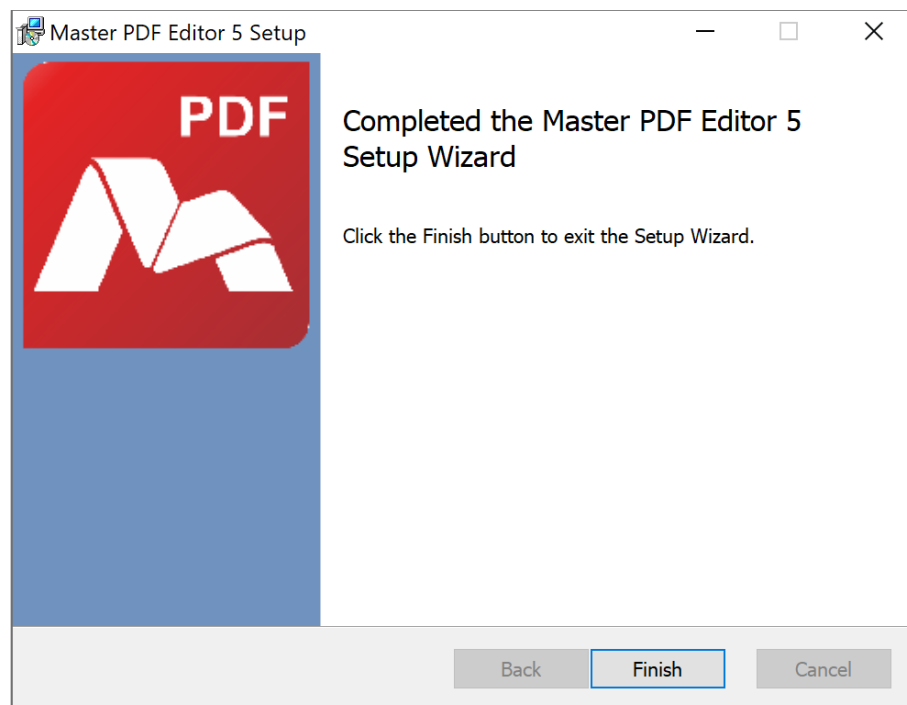 Master PDF Editor 5 Setup
PDF
Completed the Master PDF Editor 5
Setup Wizard
Click the Finish button to exit the Setup Wizard.
Back
Finish
Cancel